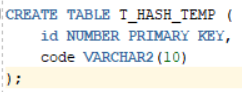 CREATE TABLE T_HASH_TEMP (
    id NUMBER PRIMARY KEY,
    code VARCHAR2(10)
);